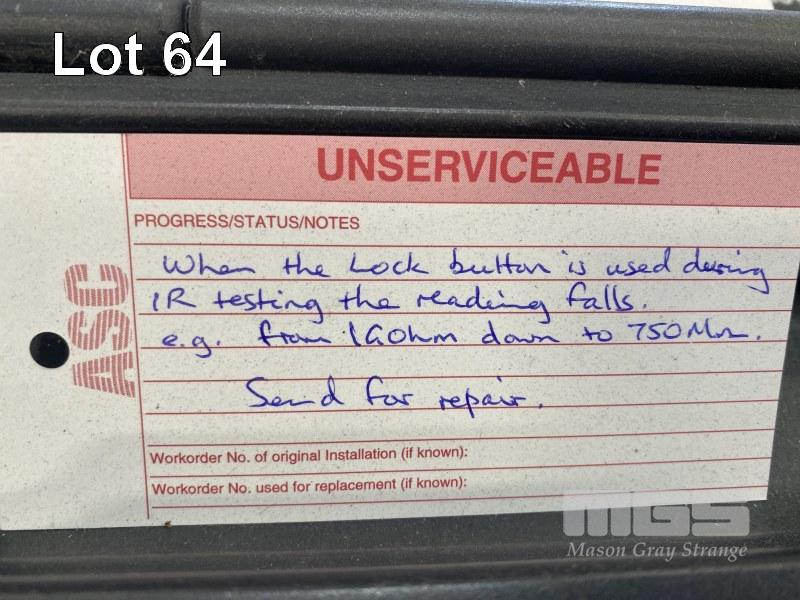 Lot 64
UNSERVICEABLE
PROGRESS/STATUS/NOTES
When the Lock button is used during
IR testing the reading falls.
e.g. from 1GOhm down to 750MΩ.
Send for repair.
ASC
Workorder No. of original Installation (if known):
Workorder No. used for replacement (if known):
MGS
Mason Gray Strange